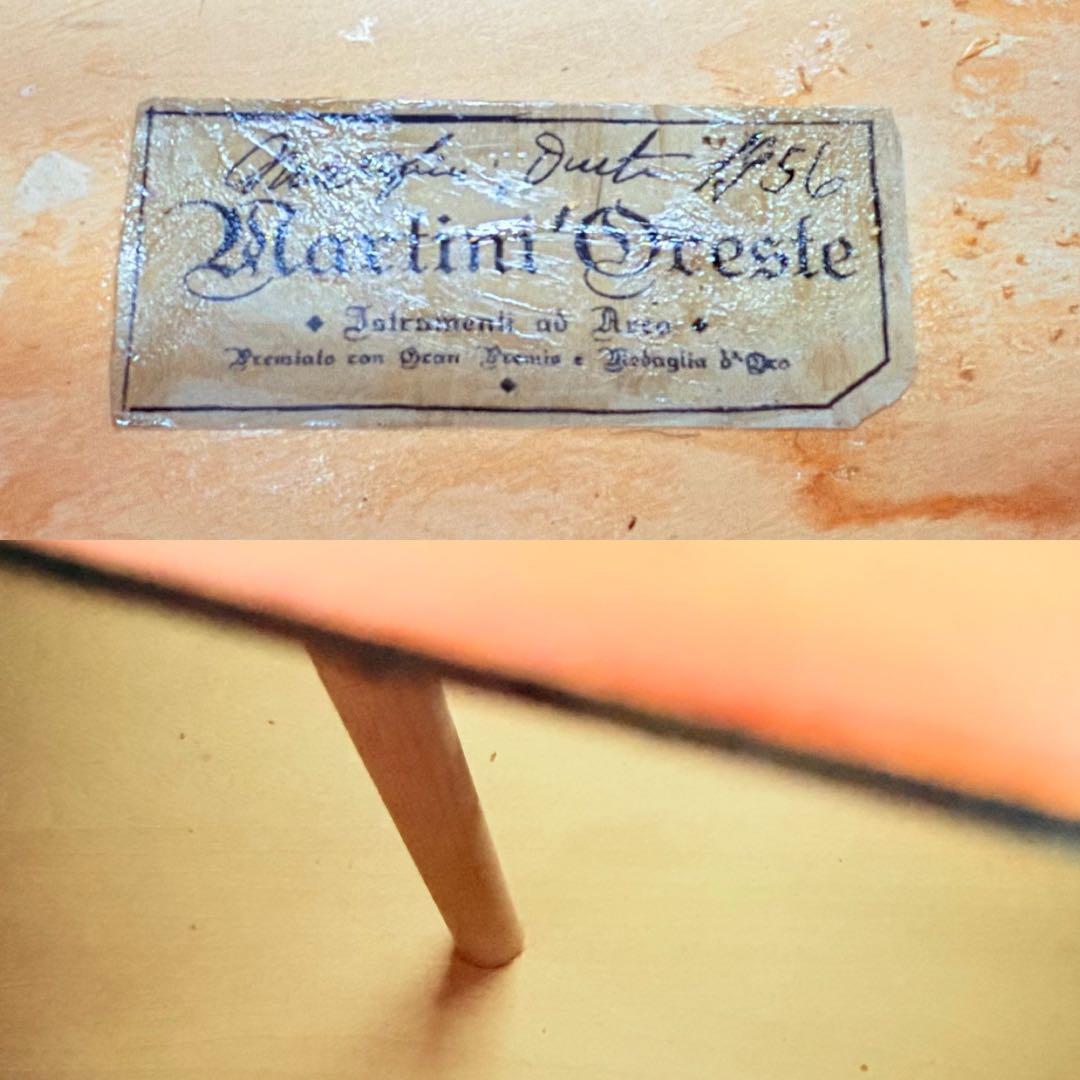 1956
Martini Oreste
Istrumenti ad Arco
Premiato con Gran Premio e Medaglia d'Oro